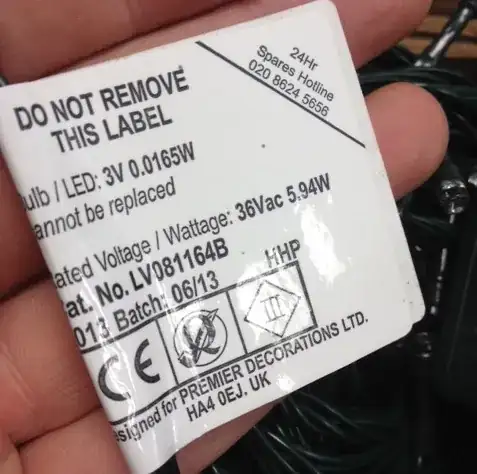 DO NOT REMOVE
THIS LABEL
24Hr
Spares Hotline
020 8624 5656
ulb / LED: 3V 0.0165W
annot be replaced
ated Voltage / Wattage: 36Vac 5.94W
at. No. LV081164B
013 Batch: 06/13
HHP
CE
III
esigned for PREMIER DECORATIONS LTD.
HA4 0EJ. UK